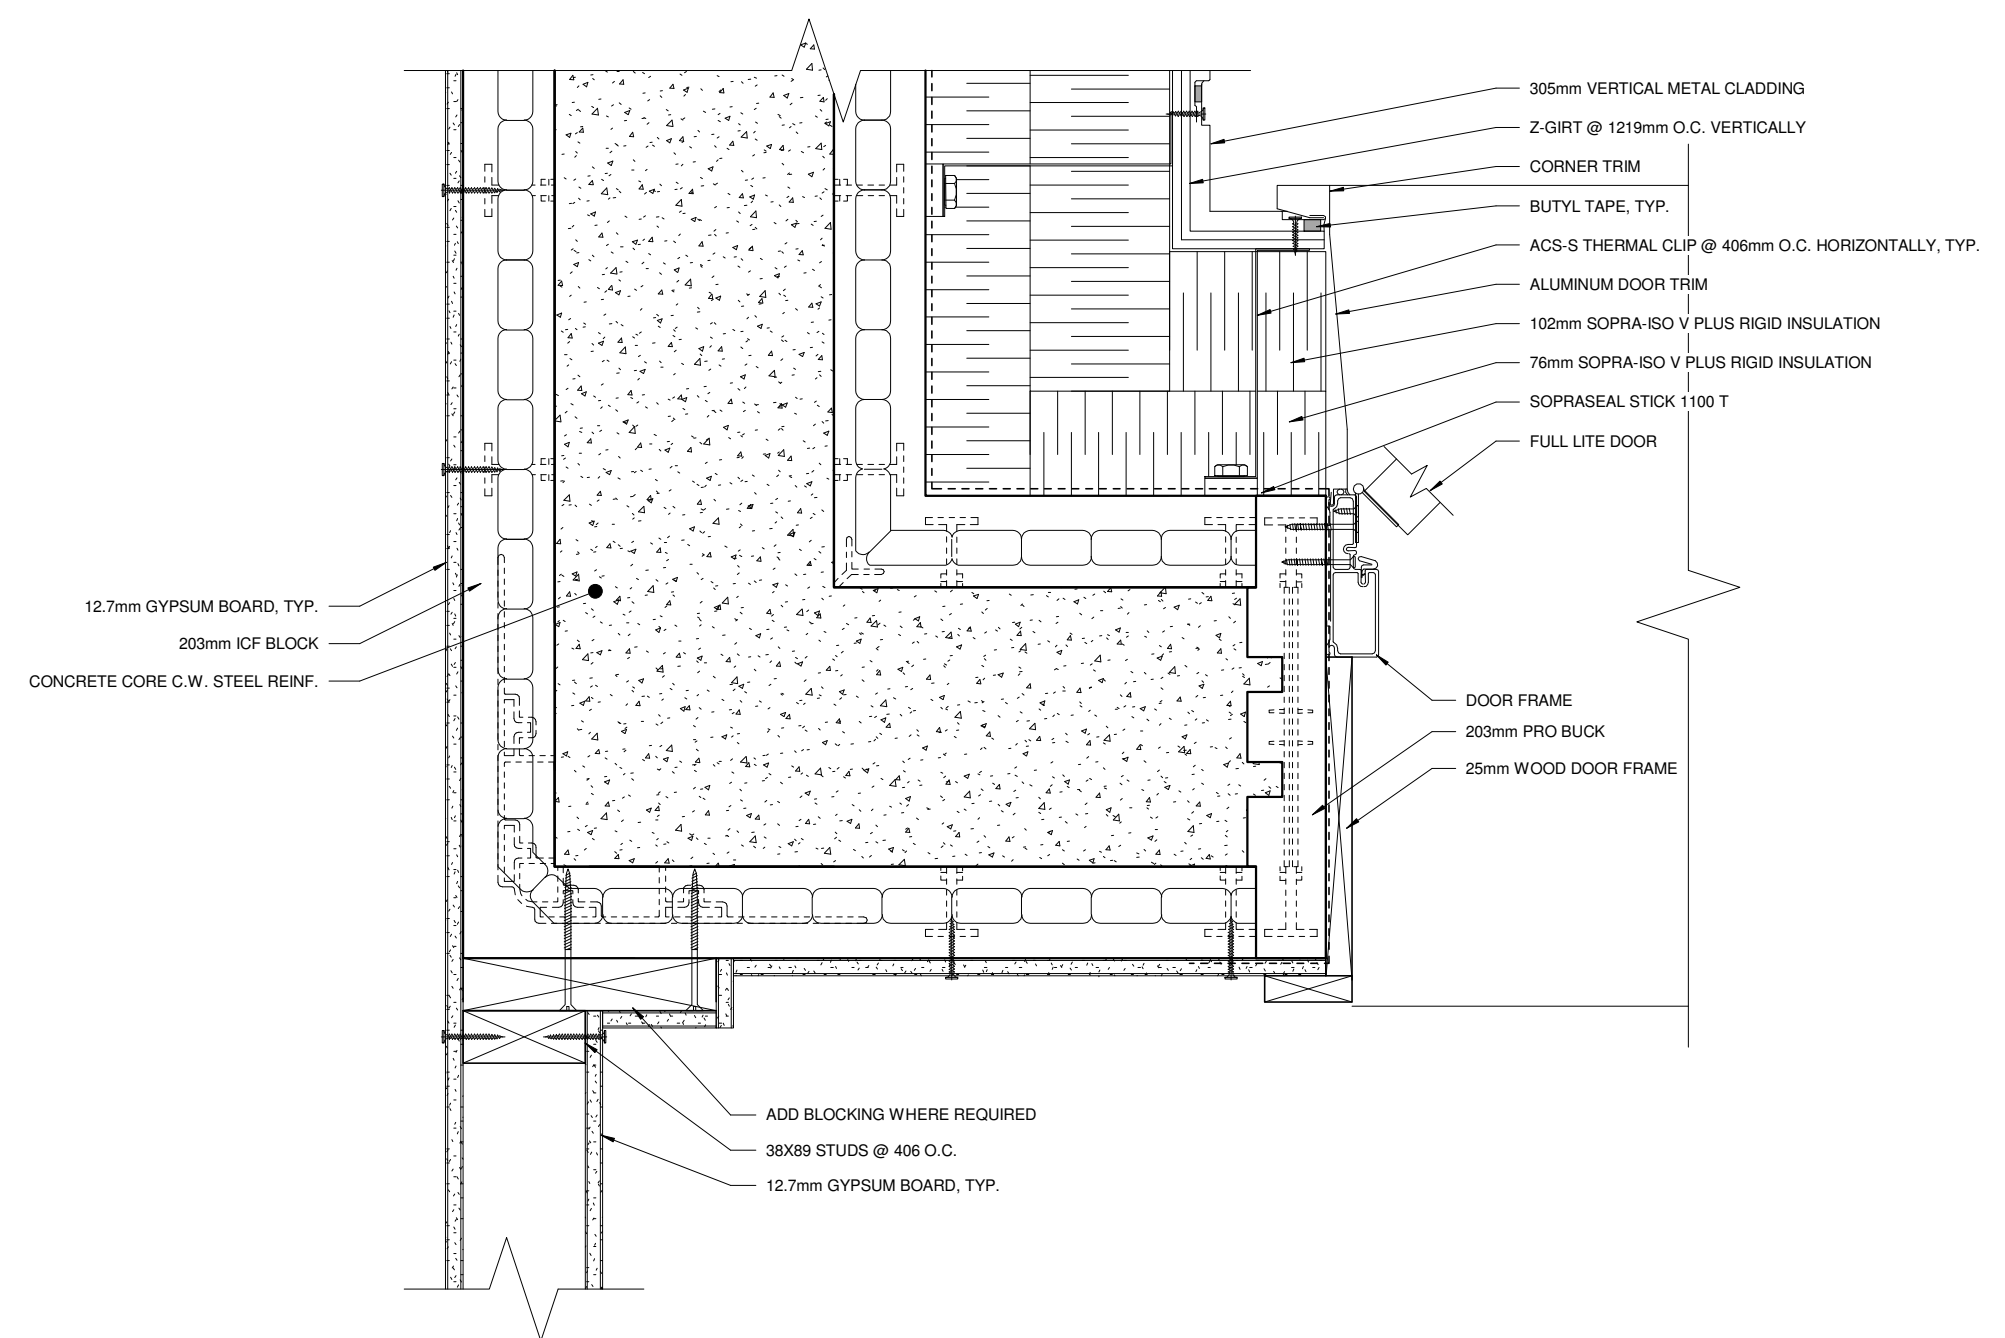 305mm VERTICAL METAL CLADDING
Z-GIRT @ 1219mm O.C. VERTICALLY
CORNER TRIM
BUTYL TAPE, TYP.
ACS-S THERMAL CLIP @ 406mm O.C. HORIZONTALLY, TYP.
ALUMINUM DOOR TRIM
102mm SOPRA-ISO V PLUS RIGID INSULATION
76mm SOPRA-ISO V PLUS RIGID INSULATION
SOPRASEAL STICK 1100 T
FULL LITE DOOR
12.7mm GYPSUM BOARD, TYP.
203mm ICF BLOCK
CONCRETE CORE C.W. STEEL REINF.
DOOR FRAME
203mm PRO BUCK
25mm WOOD DOOR FRAME
ADD BLOCKING WHERE REQUIRED
38X89 STUDS @ 406 O.C.
12.7mm GYPSUM BOARD, TYP.